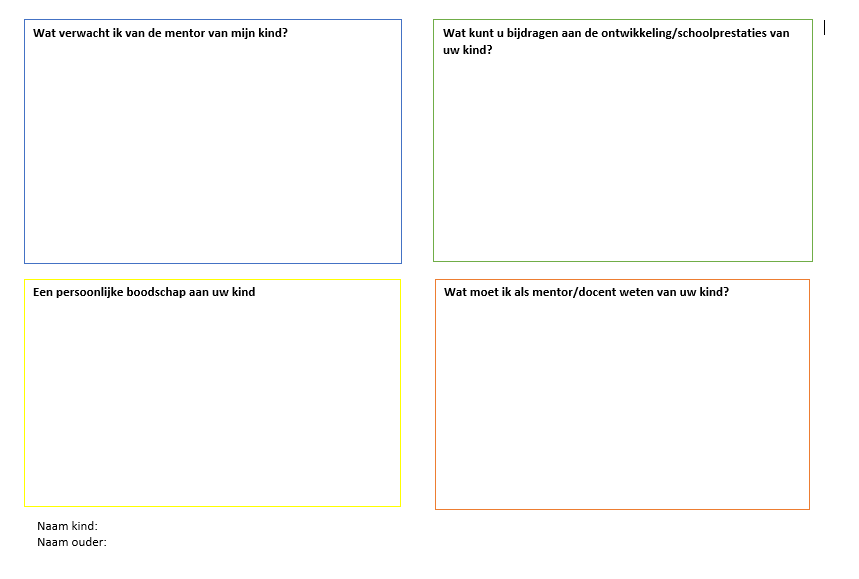 Wat verwacht ik van de mentor van mijn kind?
Wat kunt u bijdragen aan de ontwikkeling/schoolprestaties van
uw kind?
Een persoonlijke boodschap aan uw kind
Wat moet ik als mentor/docent weten van uw kind?
Naam kind:
Naam ouder: